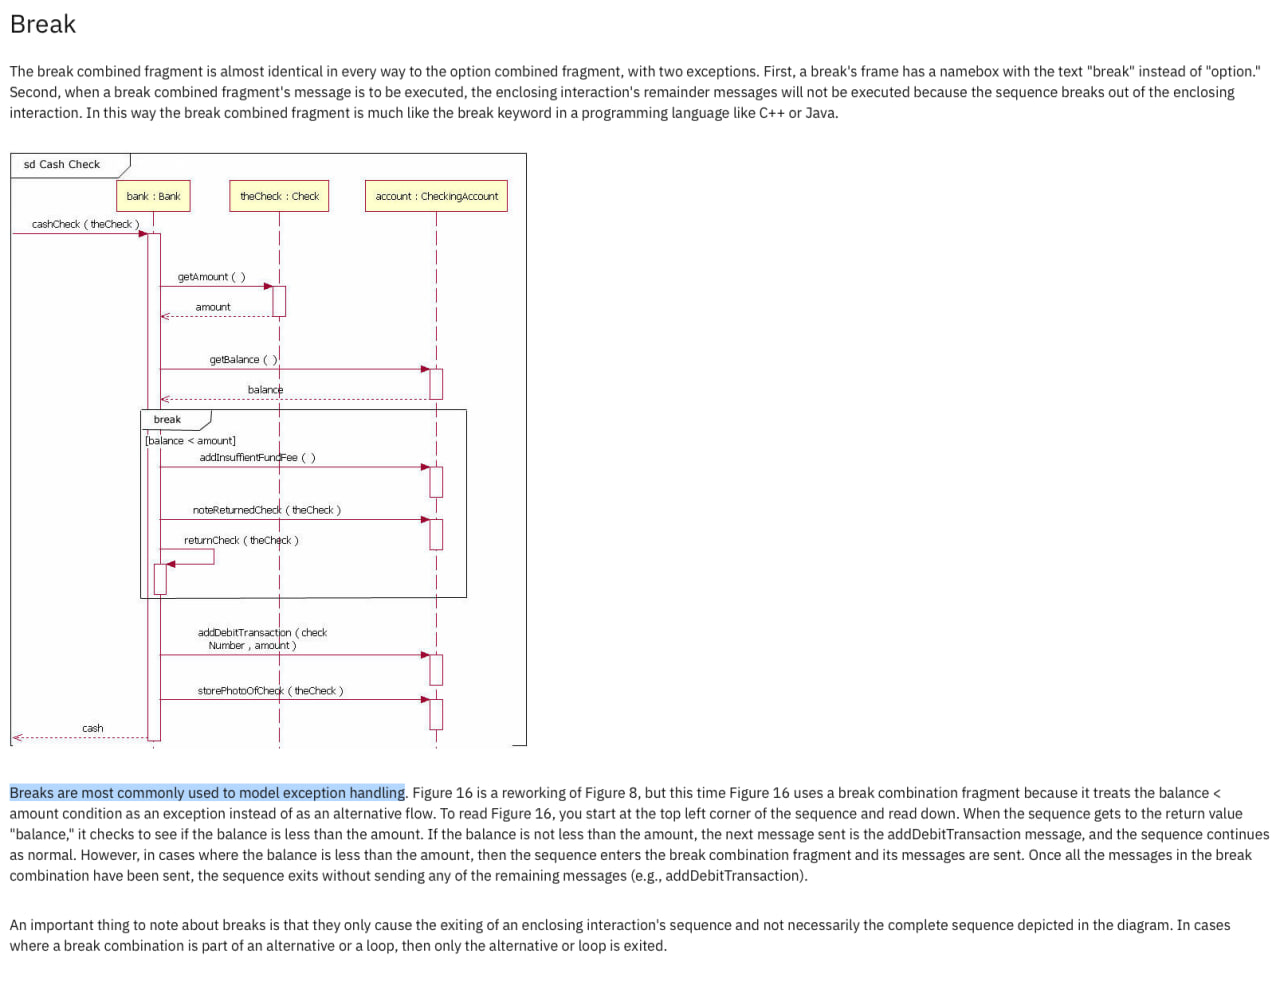 Break
The break combined fragment is almost identical in every way to the option combined fragment, with two exceptions. First, a break's frame has a namebox with the text "break" instead of "option."
Second, when a break combined fragment's message is to be executed, the enclosing interaction's remainder messages will not be executed because the sequence breaks out of the enclosing
interaction. In this way the break combined fragment is much like the break keyword in a programming language like C++ or Java.
sd Cash Check
bank : Bank
theCheck : Check
account : CheckingAccount
cashCheck ( theCheck )
getAmount ( )
amount
getBalance ( )
balance
break
[balance < amount]
addInsuffientFundFee ( )
noteReturnedCheck ( theCheck )
returnCheck ( theCheck )
addDebitTransaction ( check
Number , amount )
storePhotoOfCheck ( theCheck )
cash
Breaks are most commonly used to model exception handling. Figure 16 is a reworking of Figure 8, but this time Figure 16 uses a break combination fragment because it treats the balance <
amount condition as an exception instead of as an alternative flow. To read Figure 16, you start at the top left corner of the sequence and read down. When the sequence gets to the return value
"balance," it checks to see if the balance is less than the amount. If the balance is not less than the amount, the next message sent is the addDebitTransaction message, and the sequence continues
as normal. However, in cases where the balance is less than the amount, then the sequence enters the break combination fragment and its messages are sent. Once all the messages in the break
combination have been sent, the sequence exits without sending any of the remaining messages (e.g., addDebitTransaction).
An important thing to note about breaks is that they only cause the exiting of an enclosing interaction's sequence and not necessarily the complete sequence depicted in the diagram. In cases
where a break combination is part of an alternative or a loop, then only the alternative or loop is exited.